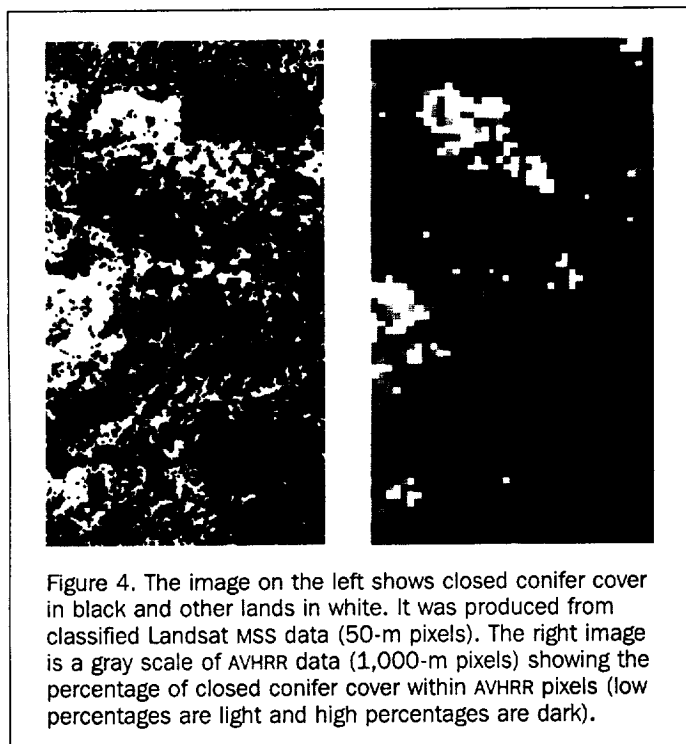 Figure 4. The image on the left shows closed conifer cover
in black and other lands in white. It was produced from
classified Landsat MSS data (50-m pixels). The right image
is a gray scale of AVHRR data (1,000-m pixels) showing the
percentage of closed conifer cover within AVHRR pixels (low
percentages are light and high percentages are dark).